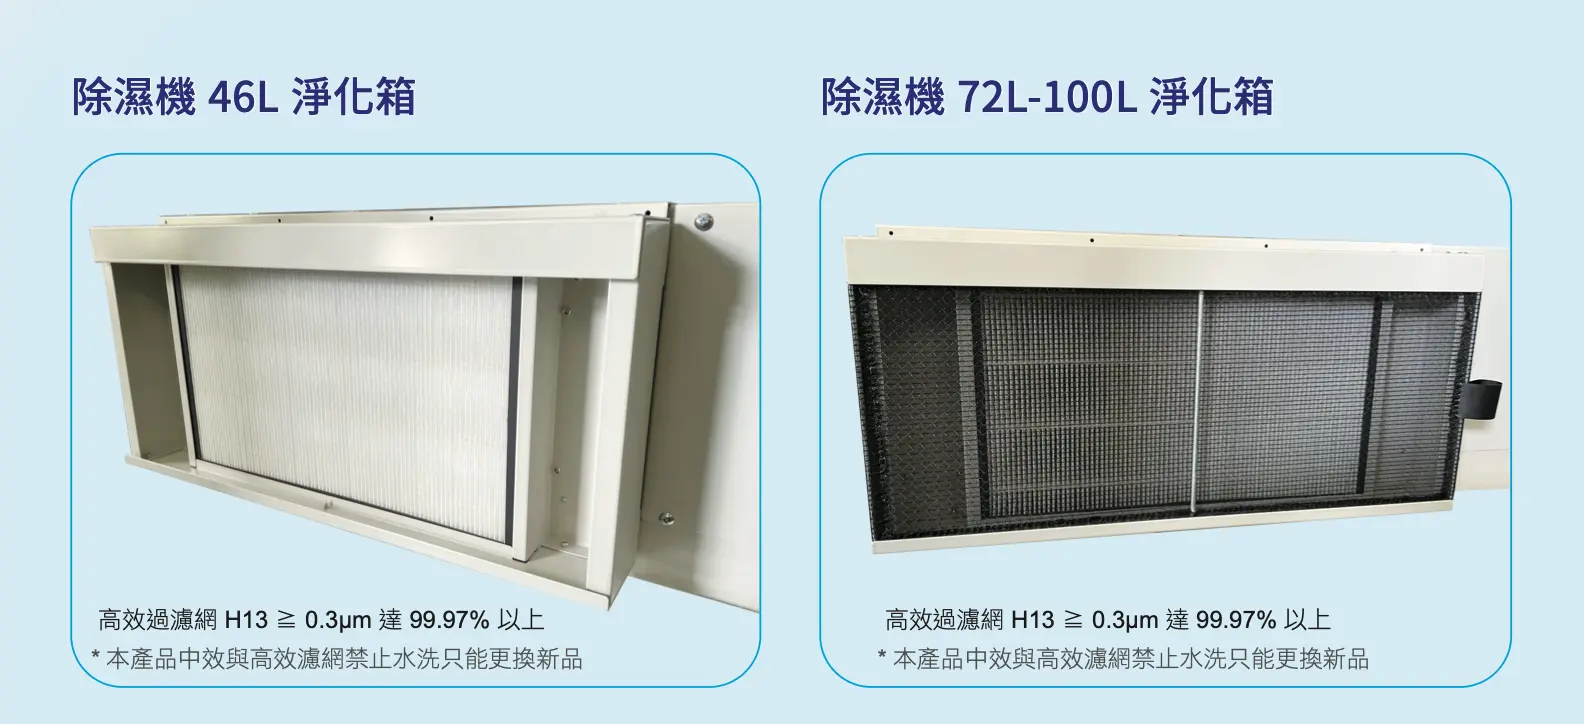 除濕機 46L 淨化箱
高效過濾網 H13 ≧ 0.3μm 達 99.97% 以上
* 本產品中效與高效濾網禁止水洗只能更換新品
除濕機 72L-100L 淨化箱
高效過濾網 H13 ≧ 0.3μm 達 99.97% 以上
* 本產品中效與高效濾網禁止水洗只能更換新品